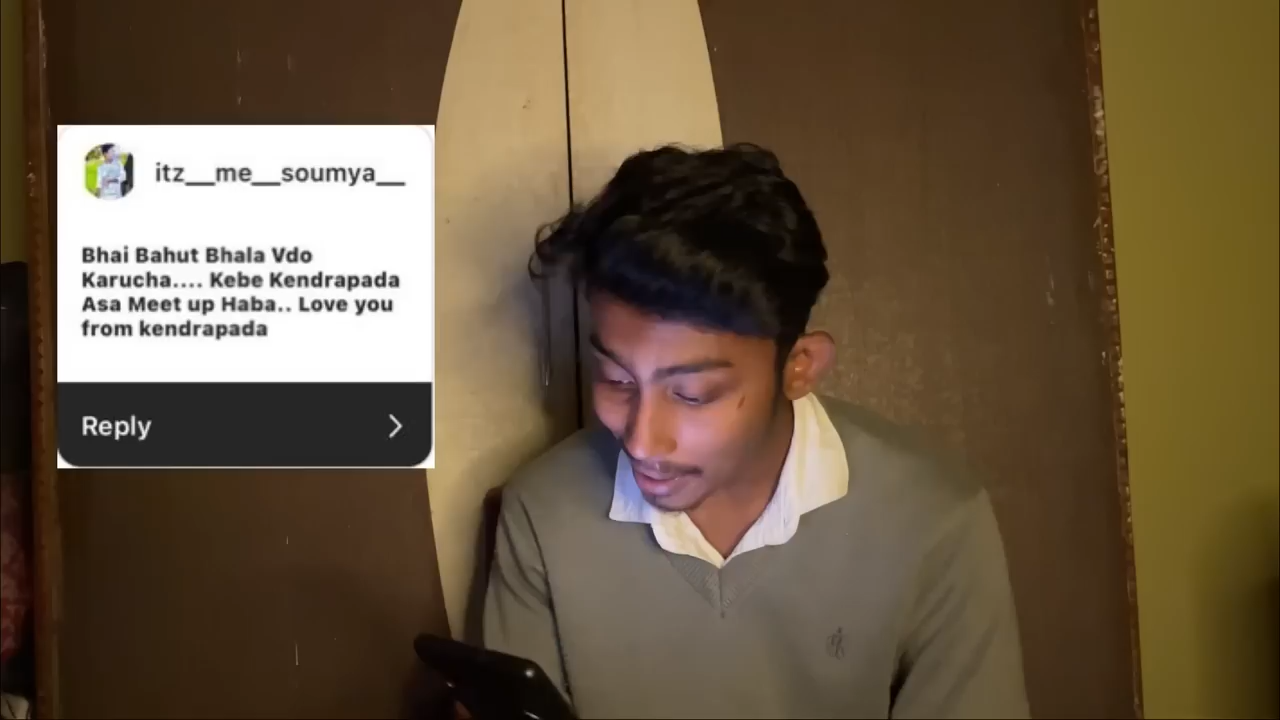 itz__me__soumya__
Bhai Bahut Bhala Vdo
Karucha.... Kebe Kendrapada
Asa Meet up Haba.. Love you
from kendrapada
Reply